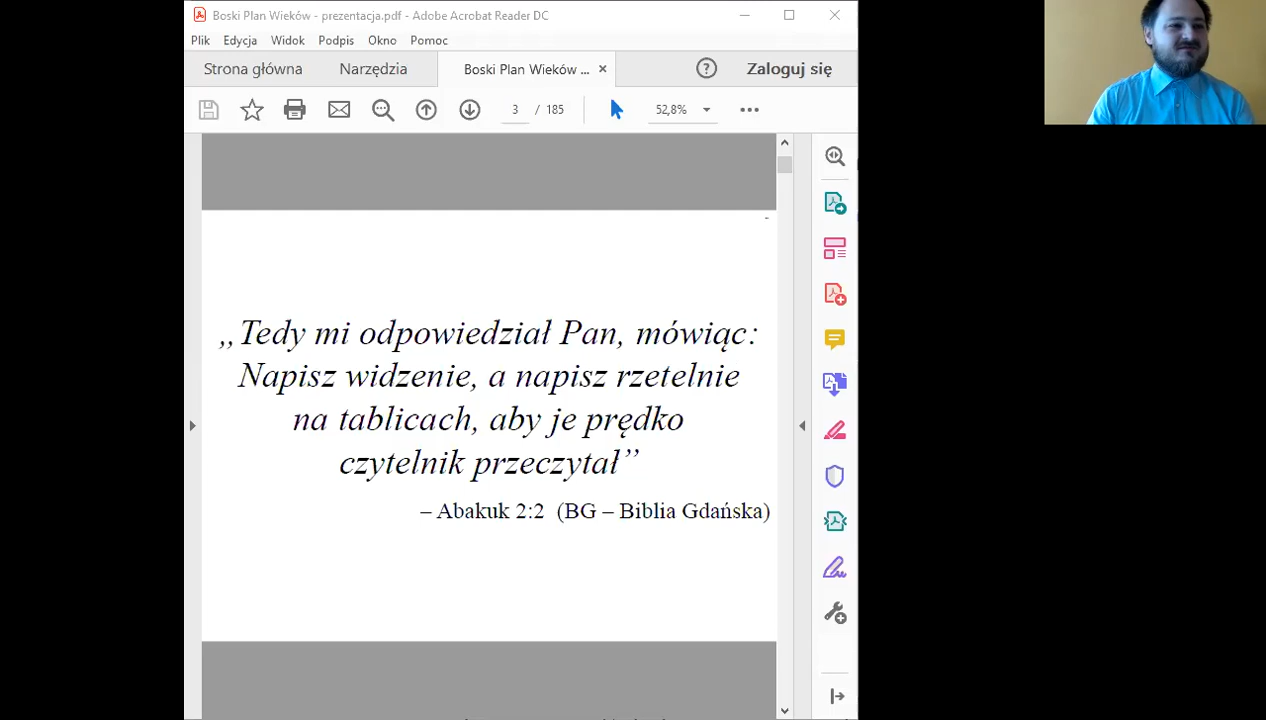 Boski Plan Wieków - prezentacja.pdf - Adobe Acrobat Reader DC
Plik Edycja Widok Podpis Okno Pomoc
Strona główna Narzędzia Boski Plan Wieków ... Zaloguj się
3 / 185 52,8%
„Tedy mi odpowiedział Pan, mówiąc:
Napisz widzenie, a napisz rzetelnie
na tablicach, aby je prędko
czytelnik przeczytał”
– Abakuk 2:2 (BG – Biblia Gdańska)